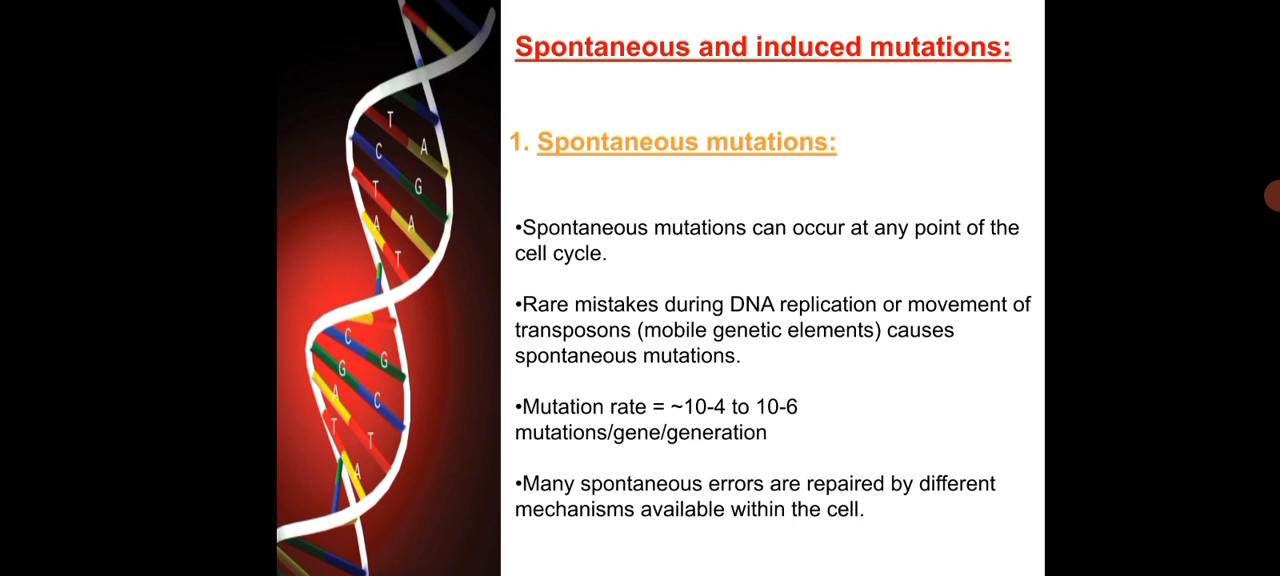 Spontaneous and induced mutations:
1. Spontaneous mutations:
•Spontaneous mutations can occur at any point of the
cell cycle.
•Rare mistakes during DNA replication or movement of
transposons (mobile genetic elements) causes
spontaneous mutations.
•Mutation rate = ~10-4 to 10-6
mutations/gene/generation
•Many spontaneous errors are repaired by different
mechanisms available within the cell.
T
A
C
G
T
A
A
T
C
G
G
C
A
T
T
A